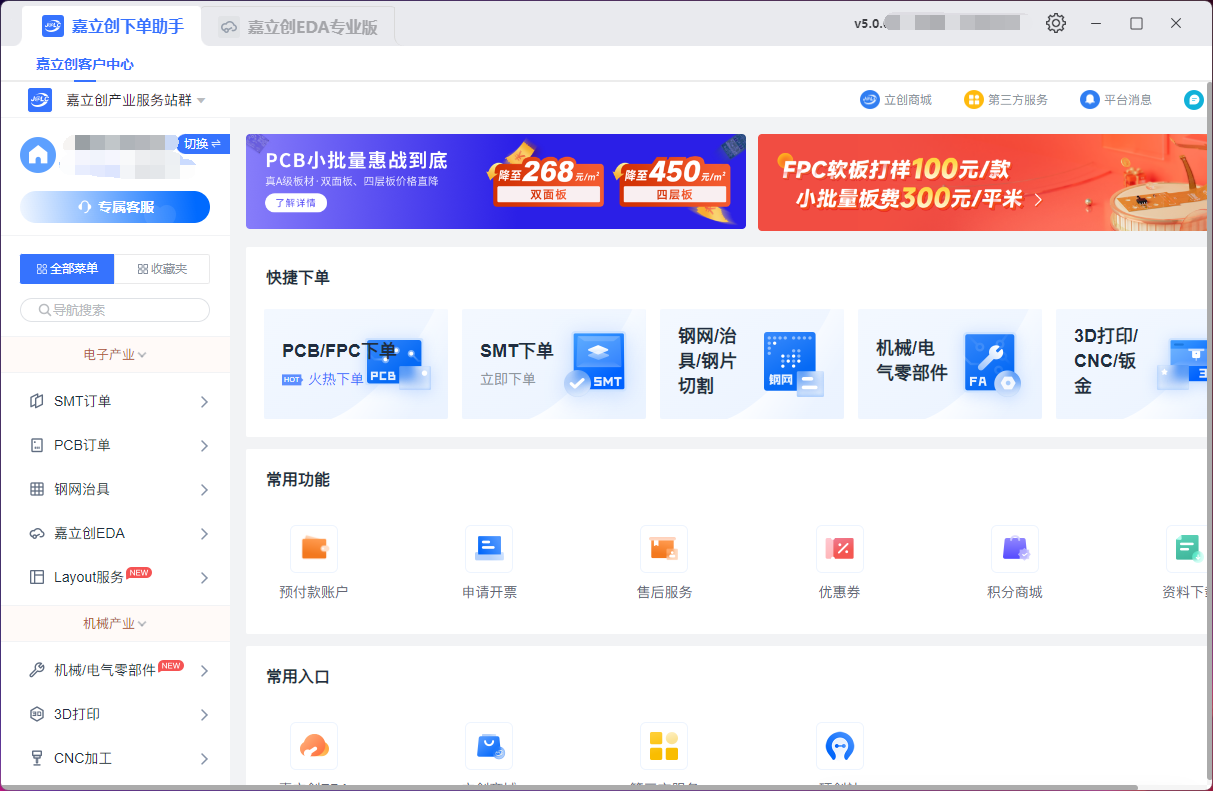 嘉立创下单助手
嘉立创EDA专业版
v5.0.
嘉立创客户中心
嘉立创产业服务站群
立创商城
第三方服务
平台消息
切换
专属客服
全部菜单
收藏夹
导航搜索
电子产业
SMT订单
PCB订单
钢网治具
嘉立创EDA
Layout服务 NEW
机械产业
机械/电气零部件 NEW
3D打印
CNC加工
PCB小批量惠战到底
真A级板材·双面板、四层板价格直降
了解详情
降至268元/m²
双面板
降至450元/m²
四层板
FPC软板打样100元/款
小批量板费300元/平米
快捷下单
PCB/FPC下单
HOT 火热下单
PCB
SMT下单
立即下单
SMT
钢网/治
具/钢片
切割
钢网
机械/电
气零部件
FA
3D打印/
CNC/钣
金
3
常用功能
预付款账户
申请开票
售后服务
优惠券
积分商城
资料下载
常用入口